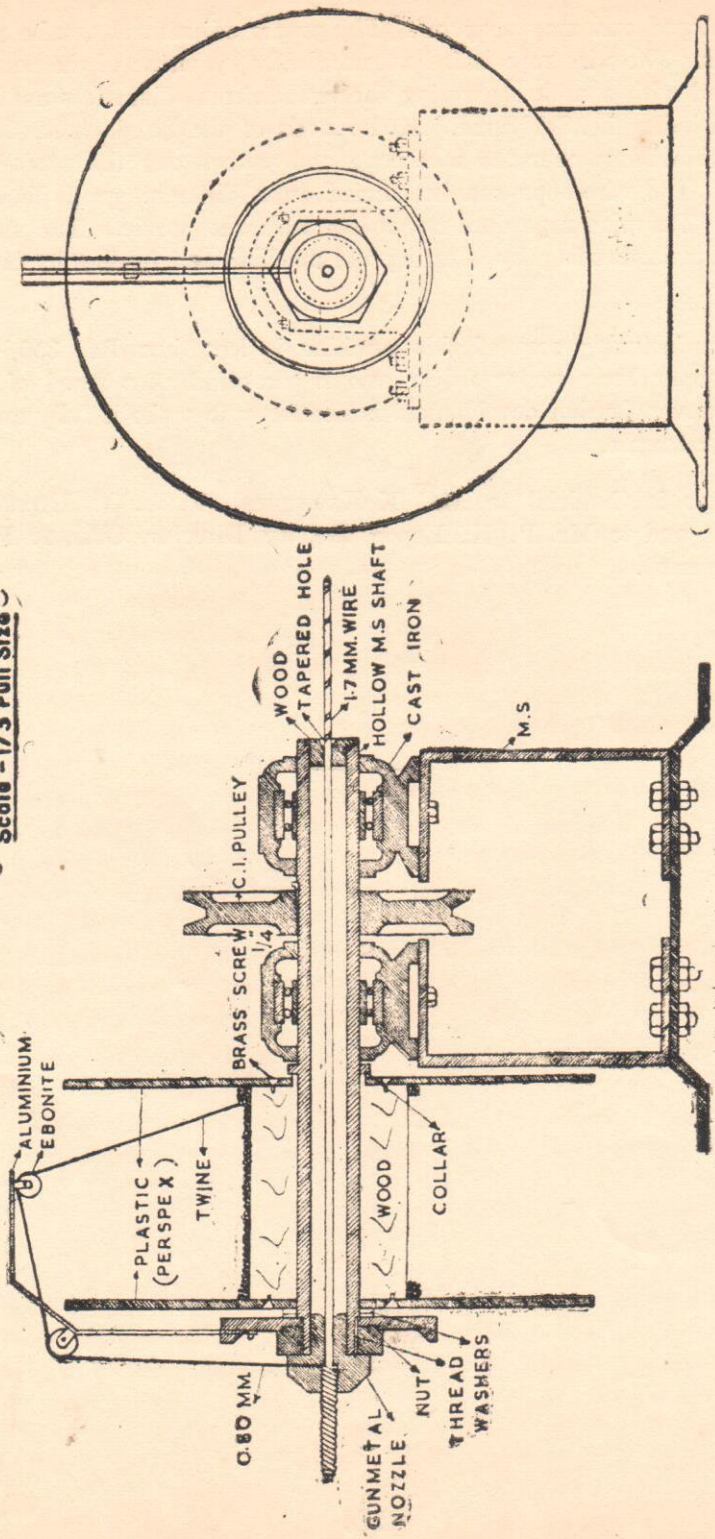 Scale -1/3 Full Size
ALUMINIUM
EBONITE
PLASTIC
(PERSPEX)
TWINE
0.80 MM.
GUNMETAL
NOZZLE
NUT
THREAD
WASHERS
WOOD
COLLAR
BRASS SCREW
1/4"
C.I. PULLEY
WOOD
TAPERED HOLE
1.7 MM. WIRE
HOLLOW M.S SHAFT
CAST IRON
M.S